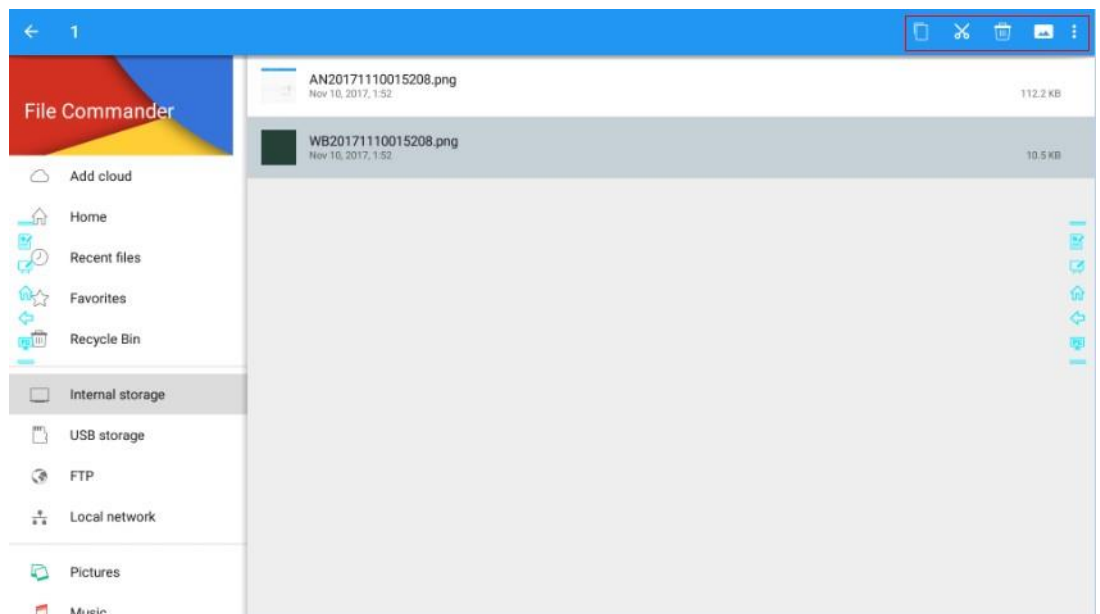 1
File Commander
Add cloud
Home
Recent files
Favorites
Recycle Bin
Internal storage
USB storage
FTP
Local network
Pictures
Music
AN20171110015208.png
Nov 10, 2017, 1:52
112.2 KB
WB20171110015208.png
Nov 10, 2017, 1:52
10.5 KB